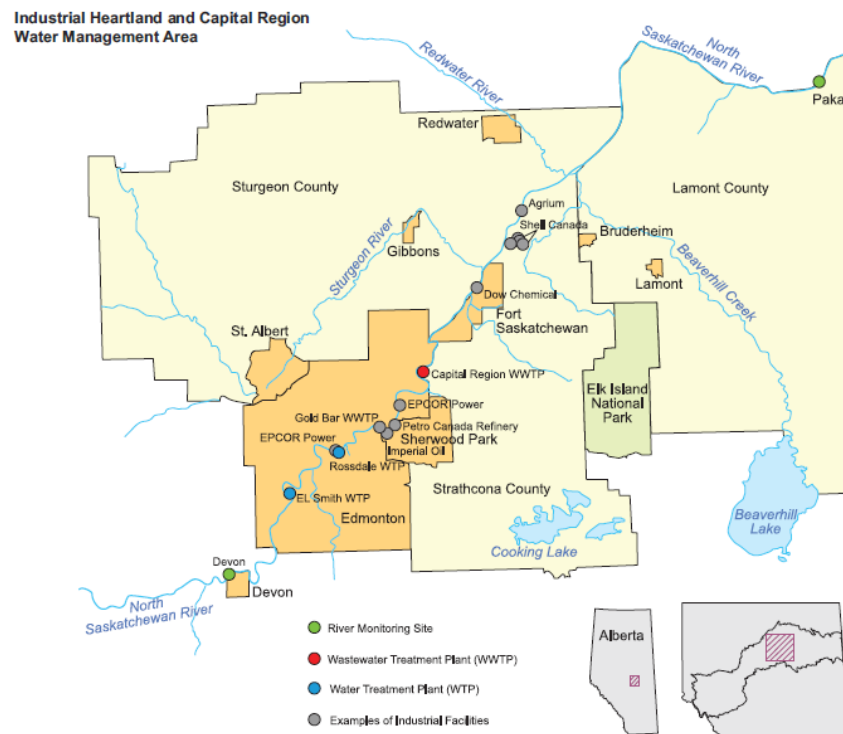 Industrial Heartland and Capital Region
Water Management Area
Redwater River
North
Saskatchewan River
Paka
Redwater
Sturgeon County
Lamont County
Agrium
Shell Canada
Bruderheim
Gibbons
Sturgeon River
Beaverhill Creek
Lamont
Dow Chemical
Fort
Saskatchewan
St. Albert
Capital Region WWTP
Elk Island
National
Park
EPCOR Power
Gold Bar WWTP
Petro Canada Refinery
Sherwood Park
EPCOR Power
Imperial Oil
Rossdale WTP
Strathcona County
EL Smith WTP
Edmonton
Beaverhill
Lake
Cooking Lake
Devon
Devon
North
Saskatchewan River
River Monitoring Site
Wastewater Treatment Plant (WWTP)
Water Treatment Plant (WTP)
Examples of Industrial Facilities
Alberta